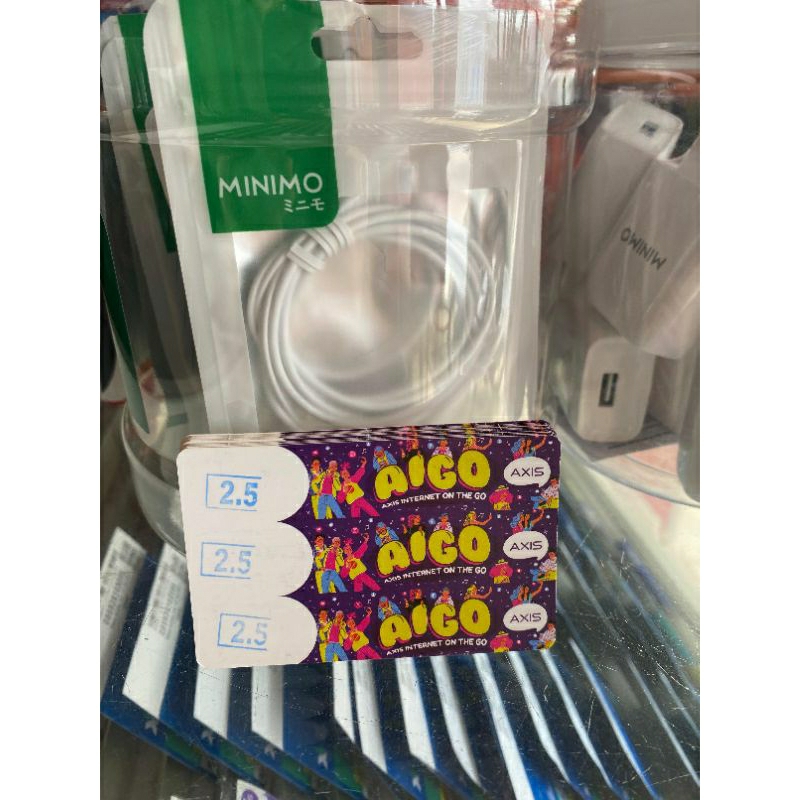 MINIMO
ミニモ
MINIMO
2.5
AIGO
AXIS INTERNET ON THE GO
AXIS
2.5
AIGO
AXIS INTERNET ON THE GO
AXIS
2.5
AIGO
AXIS INTERNET ON THE GO
AXIS